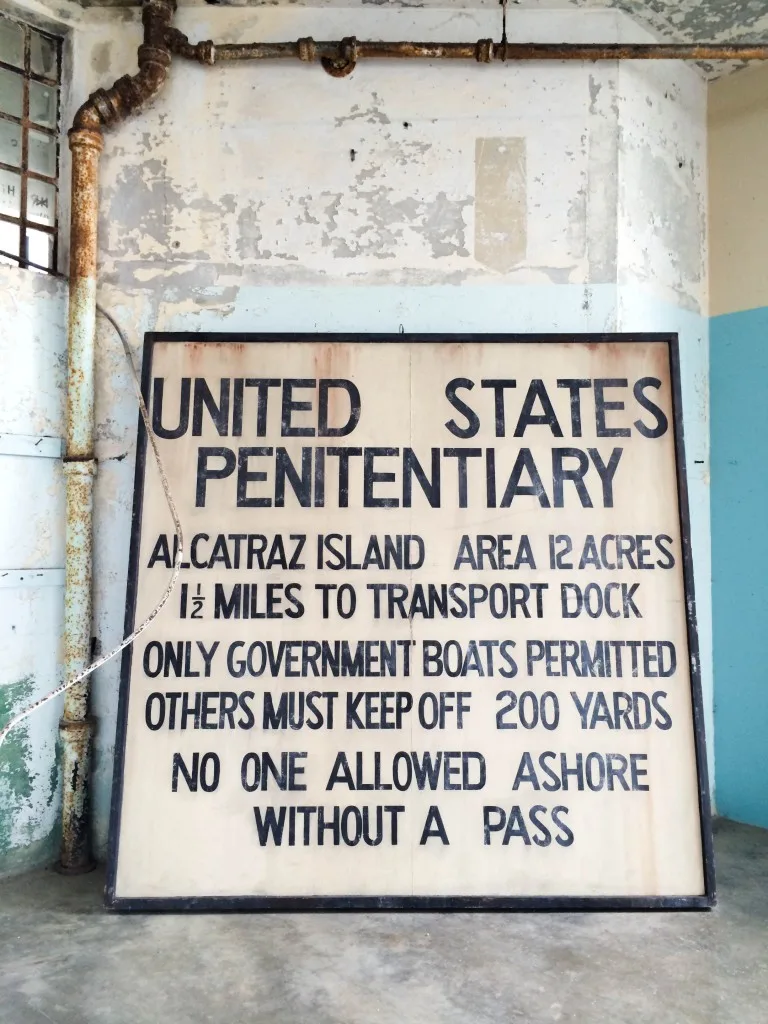 UNITED STATES
PENITENTIARY
ALCATRAZ ISLAND AREA 12 ACRES
1½ MILES TO TRANSPORT DOCK
ONLY GOVERNMENT BOATS PERMITTED
OTHERS MUST KEEP OFF 200 YARDS
NO ONE ALLOWED ASHORE
WITHOUT A PASS